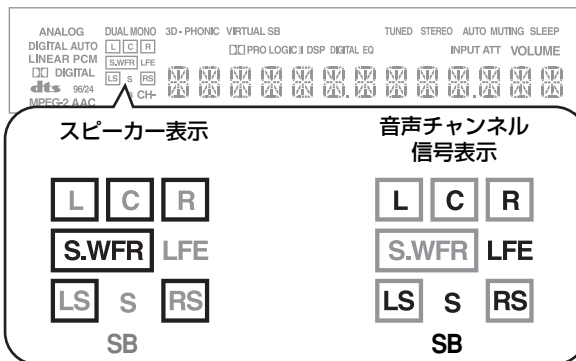 ANALOG DUAL MONO 3D-PHONIC VIRTUAL SB TUNED STEREO AUTO MUTING SLEEP
DIGITAL AUTO L C R DD PRO LOGIC II DSP DIGITAL EQ INPUT ATT VOLUME
LINEAR PCM S.WFR LFE
DD DIGITAL LS S RS
dts 96/24 CH-
MPEG-2 AAC
スピーカー表示
L C R
S.WFR LFE
LS S RS
SB
音声チャンネル
信号表示
L C R
S.WFR LFE
LS S RS
SB